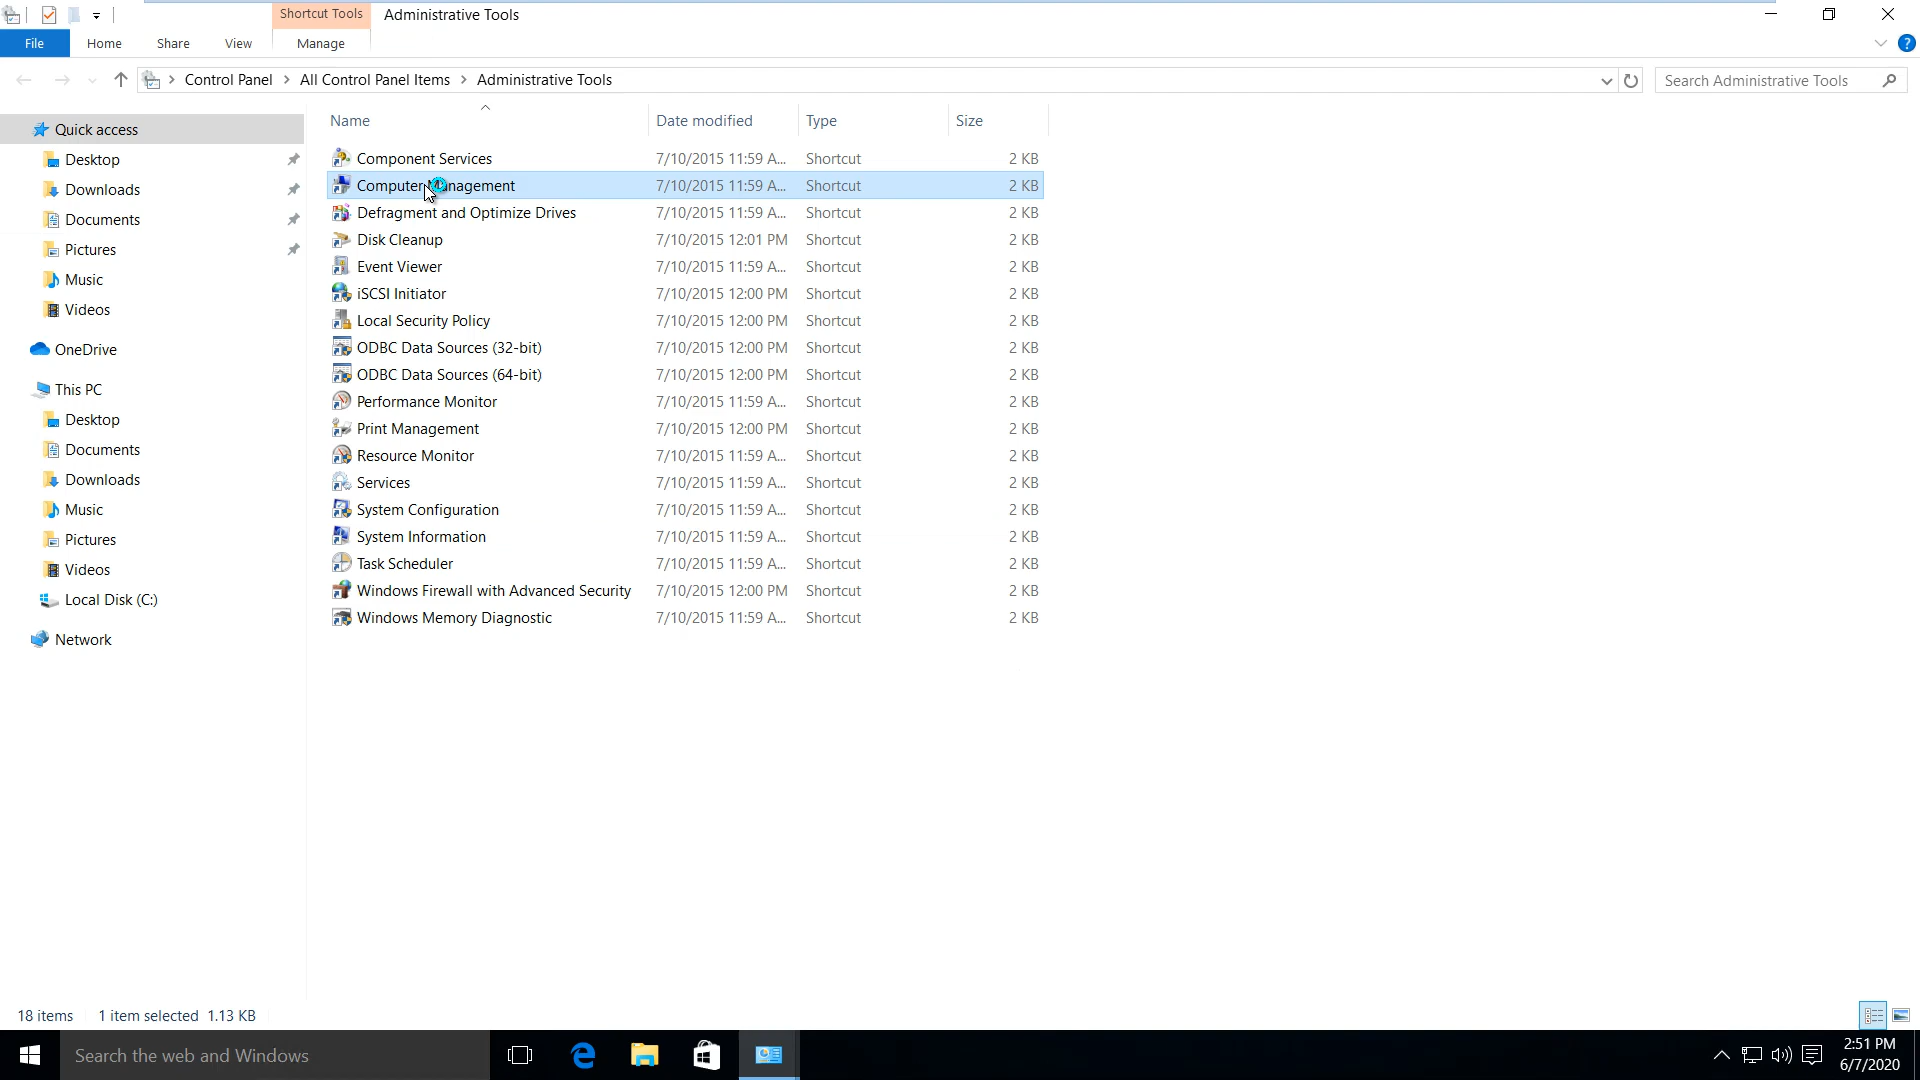 Shortcut Tools Administrative Tools
File Home Share View Manage
Control Panel All Control Panel Items Administrative Tools Search Administrative Tools
Name Date modified Type Size
Quick access
Desktop
Downloads
Documents
Pictures
Music
Videos
OneDrive
This PC
Desktop
Documents
Downloads
Music
Pictures
Videos
Local Disk (C:)
Network
Component Services 7/10/2015 11:59 A... Shortcut 2 KB
Computer Management 7/10/2015 11:59 A... Shortcut 2 KB
Defragment and Optimize Drives 7/10/2015 11:59 A... Shortcut 2 KB
Disk Cleanup 7/10/2015 12:01 PM Shortcut 2 KB
Event Viewer 7/10/2015 11:59 A... Shortcut 2 KB
iSCSI Initiator 7/10/2015 12:00 PM Shortcut 2 KB
Local Security Policy 7/10/2015 12:00 PM Shortcut 2 KB
ODBC Data Sources (32-bit) 7/10/2015 12:00 PM Shortcut 2 KB
ODBC Data Sources (64-bit) 7/10/2015 12:00 PM Shortcut 2 KB
Performance Monitor 7/10/2015 11:59 A... Shortcut 2 KB
Print Management 7/10/2015 12:00 PM Shortcut 2 KB
Resource Monitor 7/10/2015 11:59 A... Shortcut 2 KB
Services 7/10/2015 11:59 A... Shortcut 2 KB
System Configuration 7/10/2015 11:59 A... Shortcut 2 KB
System Information 7/10/2015 11:59 A... Shortcut 2 KB
Task Scheduler 7/10/2015 11:59 A... Shortcut 2 KB
Windows Firewall with Advanced Security 7/10/2015 12:00 PM Shortcut 2 KB
Windows Memory Diagnostic 7/10/2015 11:59 A... Shortcut 2 KB
18 items 1 item selected 1.13 KB
Search the web and Windows
2:51 PM
6/7/2020